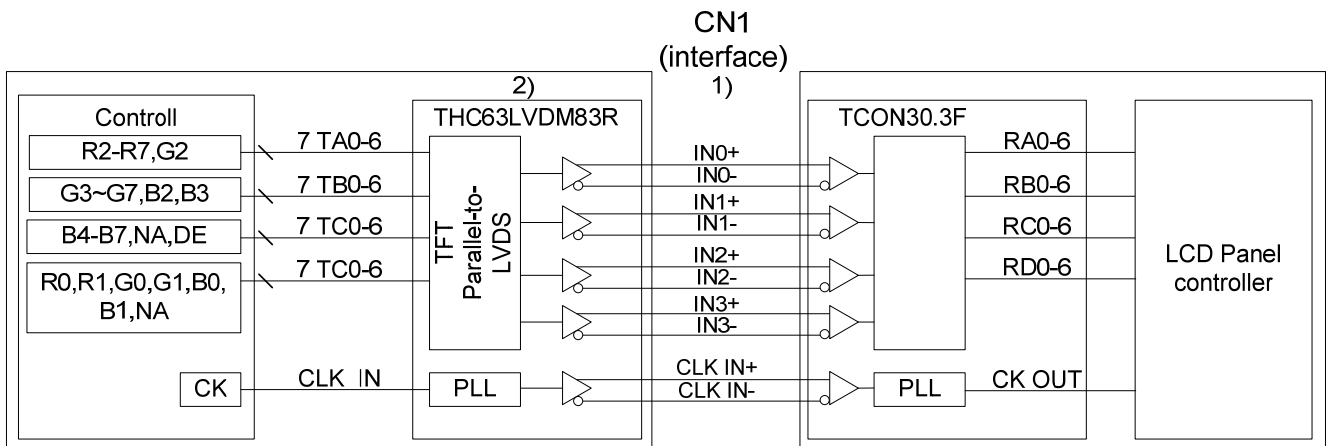 CN1
(interface)
1)
2)
Controll
R2-R7,G2
G3~G7,B2,B3
B4-B7,NA,DE
R0,R1,G0,G1,B0,
B1,NA
CK
7 TA0-6
7 TB0-6
7 TC0-6
7 TC0-6
CLK IN
THC63LVDM83R
TFT
Parallel-to-
LVDS
PLL
IN0+
IN0-
IN1+
IN1-
IN2+
IN2-
IN3+
IN3-
CLK IN+
CLK IN-
TCON30.3F
PLL
RA0-6
RB0-6
RC0-6
RD0-6
CK OUT
LCD Panel
controller